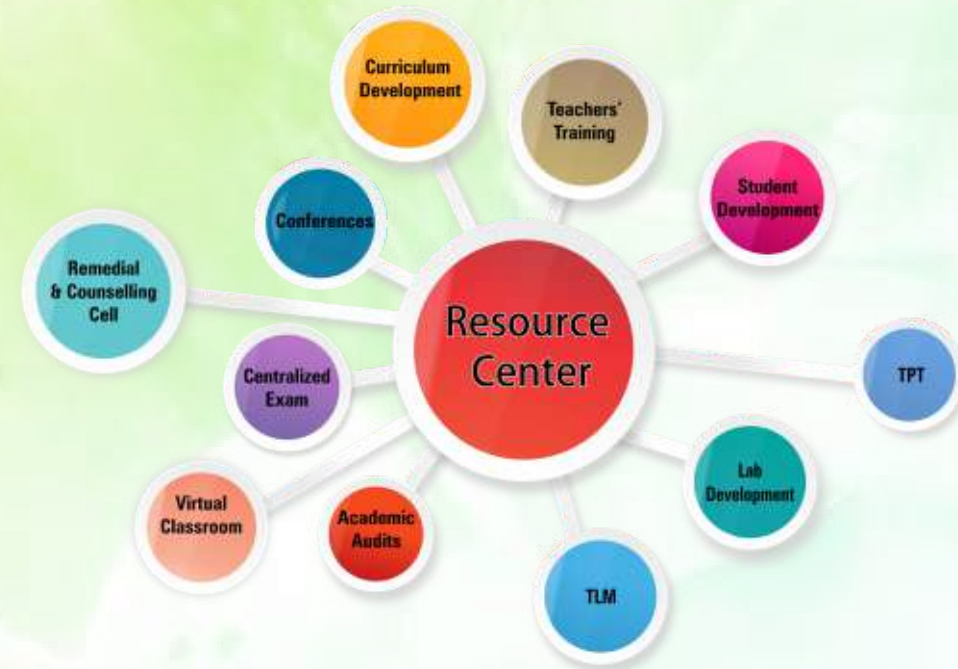 Curriculum
Development
Teachers'
Training
Student
Development
Conferences
Remedial
& Counselling
Cell
Resource
Center
TPT
Centralized
Exam
Lab
Development
Virtual
Classroom
Academic
Audits
TLM